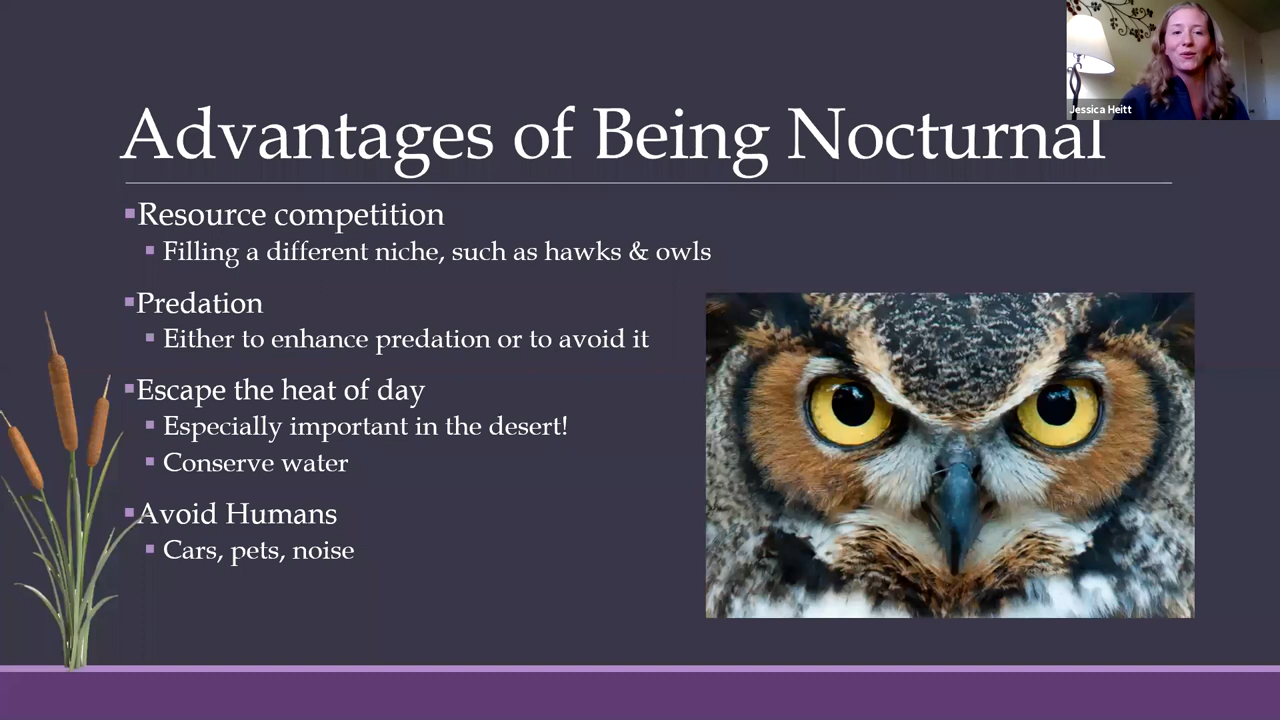 Jessica Heitt
Advantages of Being Nocturnal
▪Resource competition
▪ Filling a different niche, such as hawks & owls
▪Predation
▪ Either to enhance predation or to avoid it
▪Escape the heat of day
▪ Especially important in the desert!
▪ Conserve water
▪Avoid Humans
▪ Cars, pets, noise